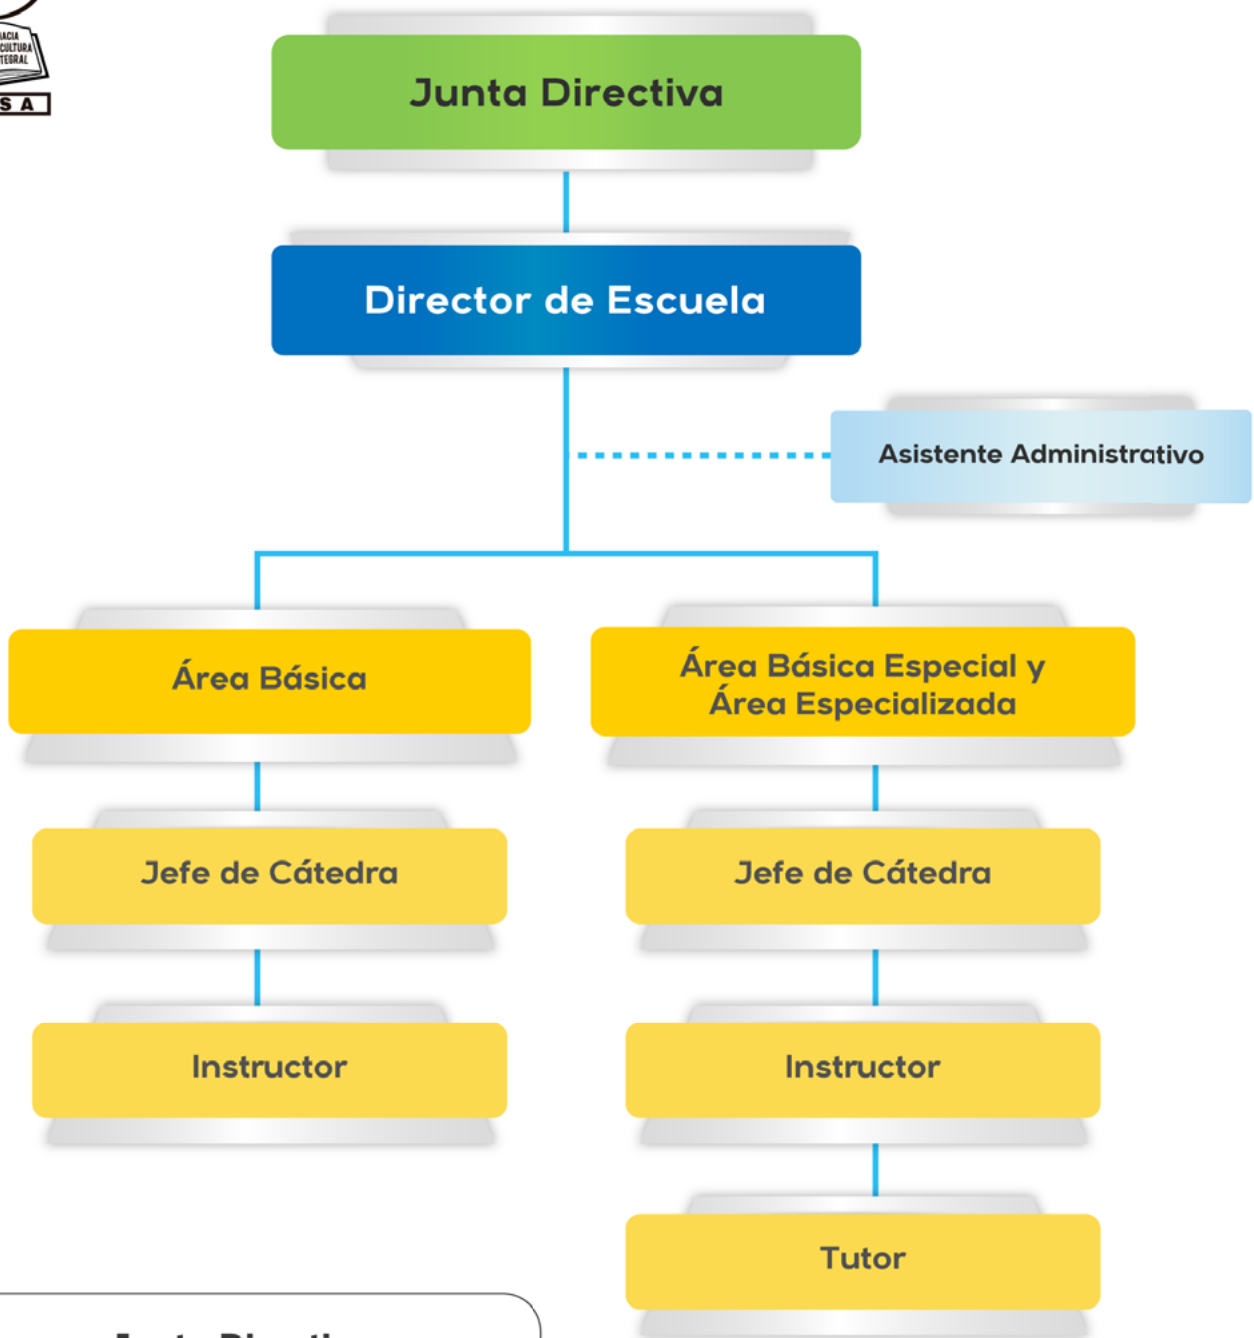 CULTURA
S A
Junta Directiva
Director de Escuela
Asistente Administrativo
Área Básica
Área Básica Especial y
Área Especializada
Jefe de Cátedra
Jefe de Cátedra
Instructor
Instructor
Tutor